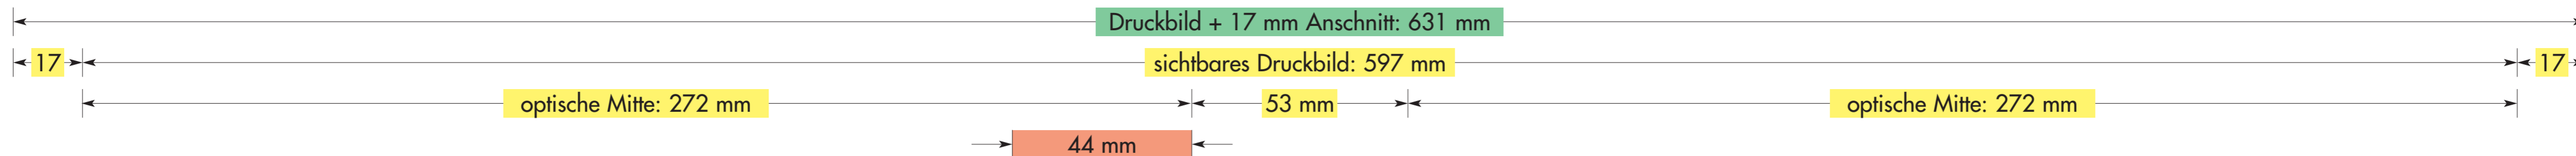 Druckbild + 17 mm Anschnitt: 631 mm
17 sichtbares Druckbild: 597 mm 17
optische Mitte: 272 mm 53 mm optische Mitte: 272 mm
44 mm